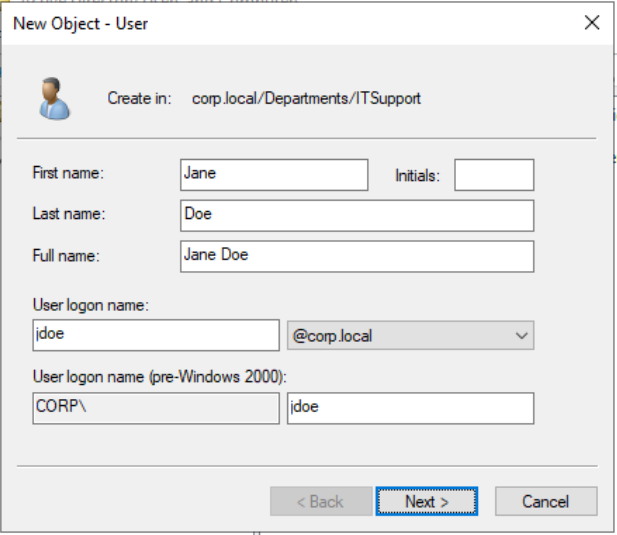 New Object - User
Create in: corp.local/Departments/ITSupport
First name: Jane Initials:
Last name: Doe
Full name: Jane Doe
User logon name:
jdoe @corp.local
User logon name (pre-Windows 2000):
CORP\ jdoe
< Back Next > Cancel